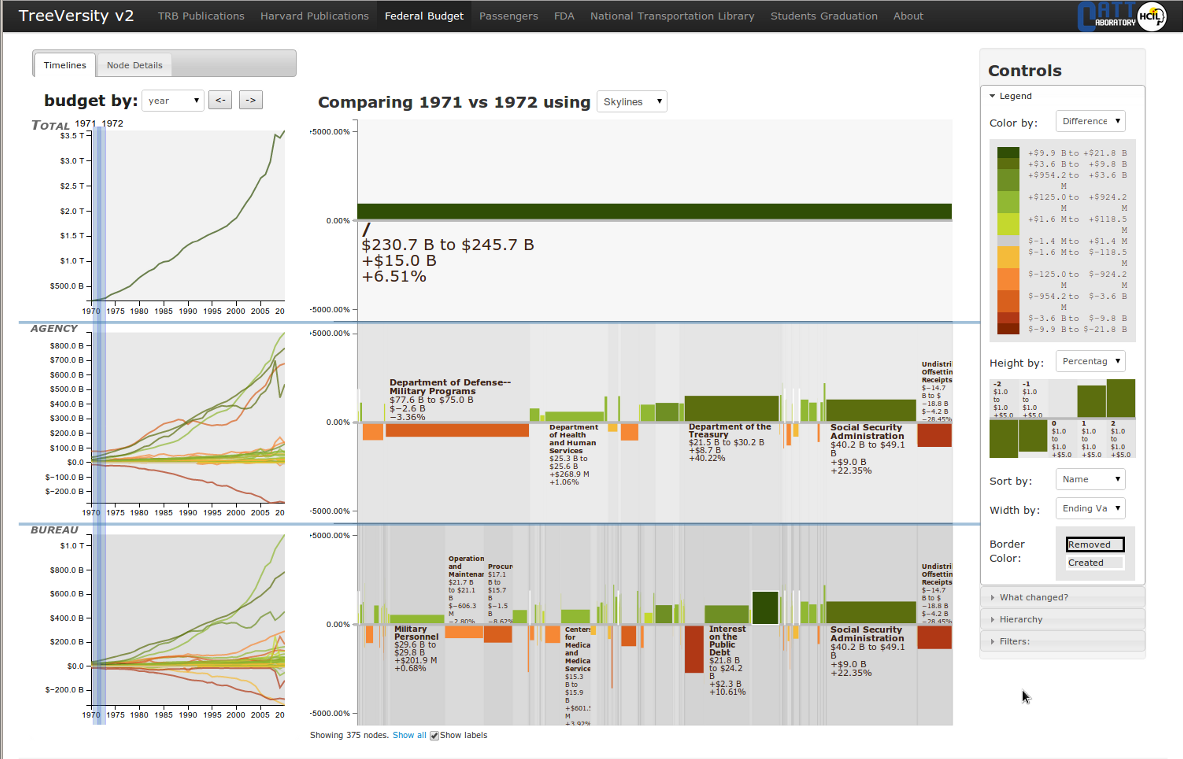 TreeVersity v2 TRB Publications Harvard Publications Federal Budget Passengers FDA National Transportation Library Students Graduation About
Timelines Node Details
budget by: year <- ->
Comparing 1971 vs 1972 using Skylines
TOTAL 1971 1972
$3.5 T
$3.0 T
$2.5 T
$2.0 T
$1.5 T
$1.0 T
$500.0 B
1970 1975 1980 1985 1990 1995 2000 2005 20
5000.00%
0.00%
-5000.00%
/
$230.7 B to $245.7 B
+$15.0 B
+6.51%
AGENCY
$800.0 B
$700.0 B
$600.0 B
$500.0 B
$400.0 B
$300.0 B
$200.0 B
$100.0 B
$0.0
$−100.0 B
$−200.0 B
1970 1975 1980 1985 1990 1995 2000 2005 20
+5000.00%
0.00%
-5000.00%
Department of Defense--
Military Programs
$77.6 B to $75.0 B
$−2.6 B
−3.36%
Department
of Health
and Human
Services
$25.3 B to
$25.6 B
+$268.9 M
+1.06%
Department of the
Treasury
$21.5 B to $30.2 B
+$8.7 B
+40.22%
Social Security
Administration
$40.2 B to $49.1
B
+$9.0 B
+22.35%
Undistri
Offsettin
Receipts
$−14.7
B to $
−18.8 B
$−4.2 B
−28.45%
BUREAU
$1.0 T
$800.0 B
$600.0 B
$400.0 B
$200.0 B
$0.0
$−200.0 B
1970 1975 1980 1985 1990 1995 2000 2005 20
+5000.00%
0.00%
-5000.00%
Operation
and
Maintenan
$21.7 B
to $21.1
B
$−606.3
M
−2.80%
Procur
$17.1
B to
$15.7
B
$−1.5
B
−8.62%
Military
Personnel
$29.6 B to
$29.8 B
+$201.9 M
+0.68%
Centers
for
Medica
and
Medica
Service
$15.3
B to
$15.9
B
+$601.
M
+3.92%
Interest
on the
Public
Debt
$21.8 B
to $24.2
B
+$2.3 B
+10.61%
Social Security
Administration
$40.2 B to $49.1
B
+$9.0 B
+22.35%
Undistri
Offsettin
Receipts
$−14.7
B to $
−18.8 B
$−4.2 B
−28.45%
Showing 375 nodes. Show all Show labels
ATT
LABORATORY HCIL
Controls
Legend
Color by: Difference
+$9.9 B to +$21.8 B
+$3.6 B to +$9.8 B
+$954.2 to +$3.6 B
M
+$125.0 to +$924.2
M M
+$1.6 M to +$118.5
M
$-1.4 M to +$1.4 M
$-1.6 M to $-118.5
M
$-125.0 to $-924.2
M M
$-954.2 to $-3.6 B
M
$-3.6 B to $-9.8 B
$-9.9 B to $-21.8 B
Height by: Percentag
-2
$1.0
to
$1.0
+$5.0
-1
$1.0
to
$1.0
+$5.0
0
$1.0
to
$1.0
+$5.0
1
$1.0
to
$1.0
+$5.0
2
$1.0
to
$1.0
+$5.0
Sort by: Name
Width by: Ending Va
Border
Color:
Removed
Created
What changed?
Hierarchy
Filters: